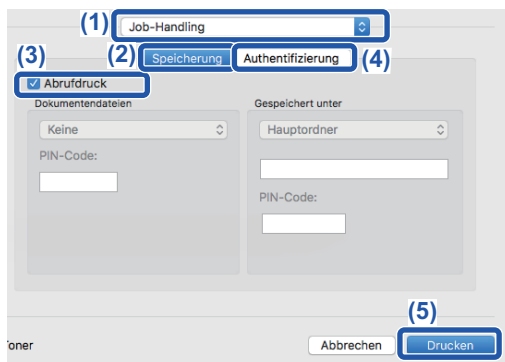 (1) Job-Handling
(3) (2) Speicherung Authentifizierung (4)
Abrufdruck
Dokumentendateien Gespeichert unter
Keine Hauptordner
PIN-Code:
PIN-Code:
(5)
oner Abbrechen Drucken